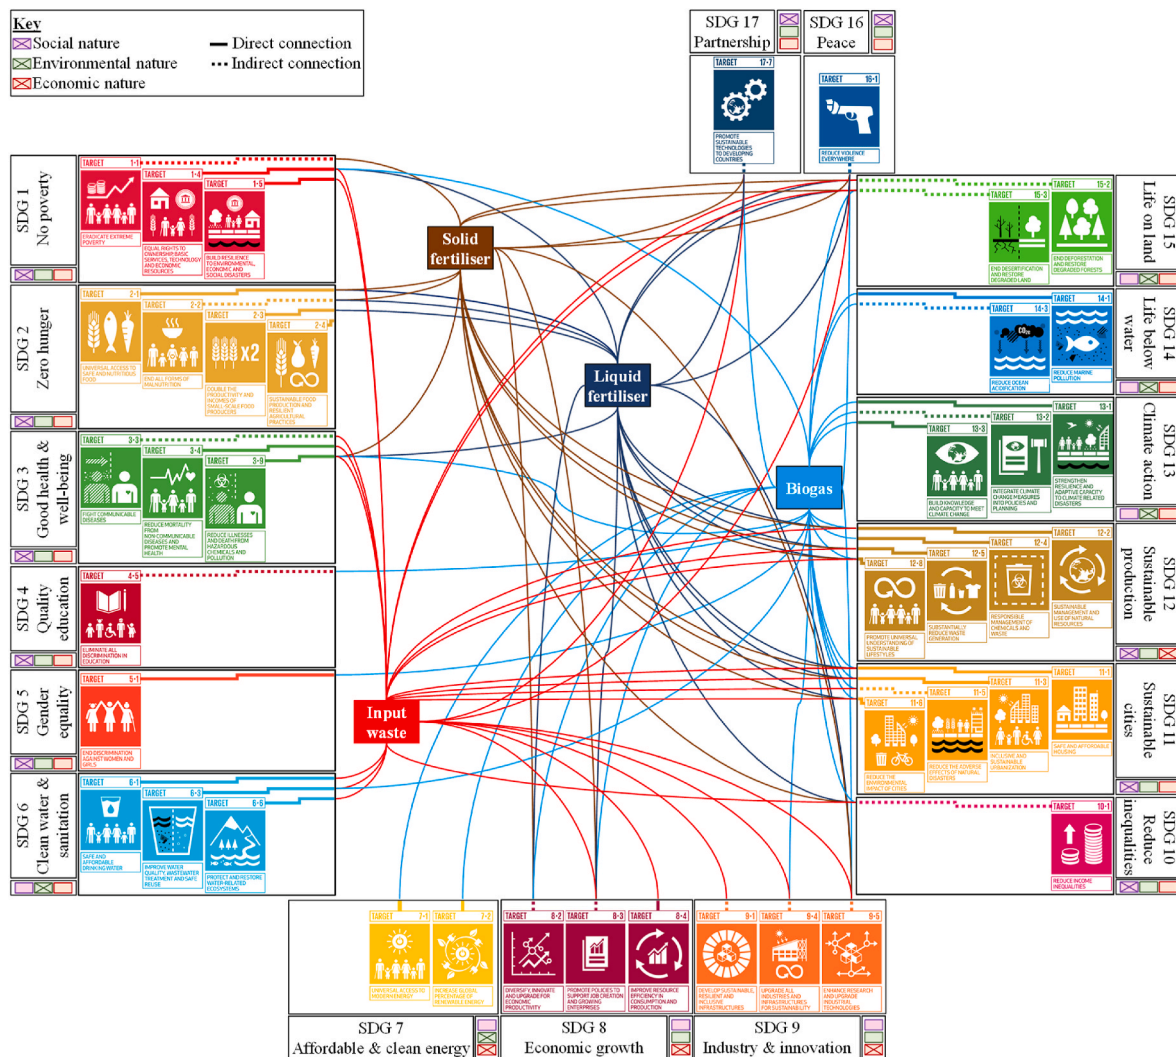 Key
Social nature
Direct connection
Environmental nature
Indirect connection
Economic nature
SDG 17
Partnership
SDG 16
Peace
TARGET 17·7
PROMOTE
SUSTAINABLE
TECHNOLOGIES
TO DEVELOPING
COUNTRIES
TARGET 16·1
REDUCE VIOLENCE
EVERYWHERE
SDG 1
No poverty
TARGET 1·1
ERADICATE EXTREME
POVERTY
TARGET 1·4
EQUAL RIGHTS TO
OWNERSHIP, BASIC
SERVICES, TECHNOLOGY
AND ECONOMIC
RESOURCES
TARGET 1·5
BUILD RESILIENCE
TO ENVIRONMENTAL,
ECONOMIC AND
SOCIAL DISASTERS
SDG 2
Zero hunger
TARGET 2·1
UNIVERSAL ACCESS TO
SAFE AND NUTRITIOUS
FOOD
TARGET 2·2
END ALL FORMS OF
MALNUTRITION
TARGET 2·3
X2
DOUBLE THE
PRODUCTIVITY AND
INCOMES OF
SMALL-SCALE FOOD
PRODUCERS
TARGET 2·4
SUSTAINABLE FOOD
PRODUCTION AND
RESILIENT
AGRICULTURAL
PRACTICES
SDG 3
Good health &
well-being
TARGET 3·3
FIGHT COMMUNICABLE
DISEASES
TARGET 3·4
REDUCE MORTALITY
FROM
NON-COMMUNICABLE
DISEASES AND
PROMOTE MENTAL
HEALTH
TARGET 3·9
REDUCE ILLNESSES
AND DEATH FROM
HAZARDOUS
CHEMICALS AND
POLLUTION
SDG 4
Quality
education
TARGET 4·5
ELIMINATE ALL
DISCRIMINATION IN
EDUCATION
SDG 5
Gender
equality
TARGET 5·1
END DISCRIMINATION
AGAINST WOMEN AND
GIRLS
SDG 6
Clean water &
sanitation
TARGET 6·1
SAFE AND
AFFORDABLE
DRINKING WATER
TARGET 6·3
IMPROVE WATER
QUALITY, WASTEWATER
TREATMENT AND SAFE
REUSE
TARGET 6·6
PROTECT AND RESTORE
WATER-RELATED
ECOSYSTEMS
Solid
fertiliser
Liquid
fertiliser
Biogas
Input
waste
SDG 15
Life on
land
TARGET 15·2
END DEFORESTATION
AND RESTORE
DEGRADED FORESTS
TARGET 15·3
END DESERTIFICATION
AND RESTORE
DEGRADED LAND
SDG 14
Life below
water
TARGET 14·1
REDUCE MARINE
POLLUTION
TARGET 14·3
REDUCE OCEAN
ACIDIFICATION
SDG 13
Climate action
TARGET 13·1
STRENGTHEN
RESILIENCE AND
ADAPTIVE CAPACITY
TO CLIMATE RELATED
DISASTERS
TARGET 13·2
INTEGRATE CLIMATE
CHANGE MEASURES
INTO POLICIES AND
PLANNING
TARGET 13·3
BUILD KNOWLEDGE
AND CAPACITY TO MEET
CLIMATE CHANGE
SDG 12
Sustainable
production
TARGET 12·2
SUSTAINABLE
MANAGEMENT AND
USE OF NATURAL
RESOURCES
TARGET 12·4
RESPONSIBLE
MANAGEMENT OF
CHEMICALS AND
WASTE
TARGET 12·5
SUBSTANTIALLY
REDUCE WASTE
GENERATION
TARGET 12·8
PROMOTE UNIVERSAL
UNDERSTANDING OF
SUSTAINABLE
LIFESTYLES
SDG 11
Sustainable
cities
TARGET 11·1
SAFE AND AFFORDABLE
HOUSING
TARGET 11·3
INCLUSIVE AND
SUSTAINABLE
URBANIZATION
TARGET 11·5
REDUCE THE ADVERSE
EFFECTS OF NATURAL
DISASTERS
TARGET 11·6
REDUCE THE
ENVIRONMENTAL
IMPACT OF CITIES
SDG 10
Reduce
inequalities
TARGET 10·1
REDUCE INCOME
INEQUALITIES
TARGET 7·1
UNIVERSAL ACCESS
TO MODERN ENERGY
TARGET 7·2
INCREASE GLOBAL
PERCENTAGE OF
RENEWABLE ENERGY
TARGET 8·2
DIVERSIFY, INNOVATE
AND UPGRADE FOR
ECONOMIC
PRODUCTIVITY
TARGET 8·3
PROMOTE POLICIES TO
SUPPORT JOB CREATION
AND GROWING
ENTERPRISES
TARGET 8·4
IMPROVE RESOURCE
EFFICIENCY IN
CONSUMPTION AND
PRODUCTION
TARGET 9·1
DEVELOP SUSTAINABLE,
RESILIENT AND
INCLUSIVE
INFRASTRUCTURES
TARGET 9·4
UPGRADE ALL
INDUSTRIES AND
INFRASTRUCTURES
FOR SUSTAINABILITY
TARGET 9·5
ENHANCE RESEARCH
AND UPGRADE
INDUSTRIAL
TECHNOLOGIES
SDG 7
Affordable & clean energy
SDG 8
Economic growth
SDG 9
Industry & innovation